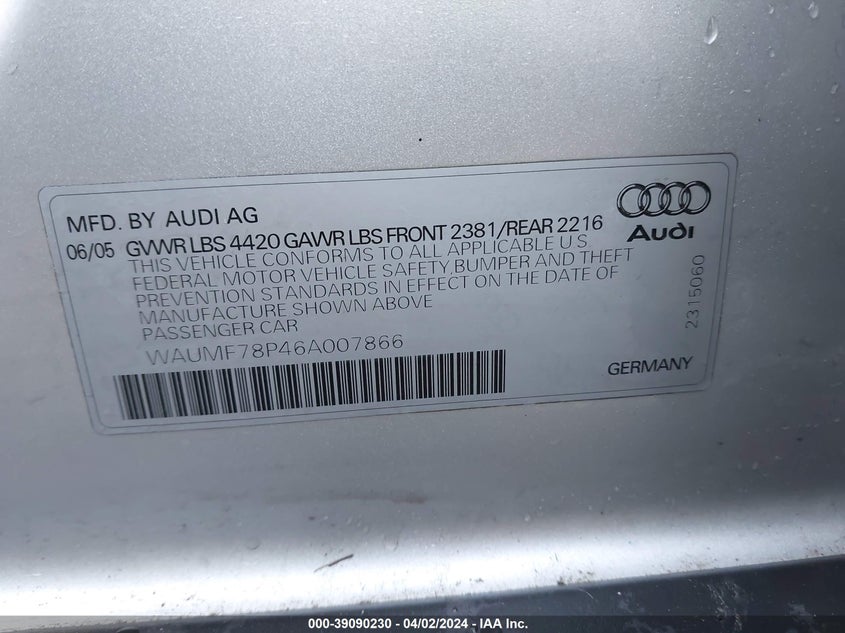 MFD. BY AUDI AG
06/05 GVWR LBS 4420 GAWR LBS FRONT 2381/REAR 2216
THIS VEHICLE CONFORMS TO ALL APPLICABLE U.S.
FEDERAL MOTOR VEHICLE SAFETY BUMPER AND THEFT
PREVENTION STANDARDS IN EFFECT ON THE DATE OF
MANUFACTURE SHOWN ABOVE
PASSENGER CAR
WAUMF78P46A007866
Audi
2315060
GERMANY
000-39090230 - 04/02/2024 - IAA Inc.